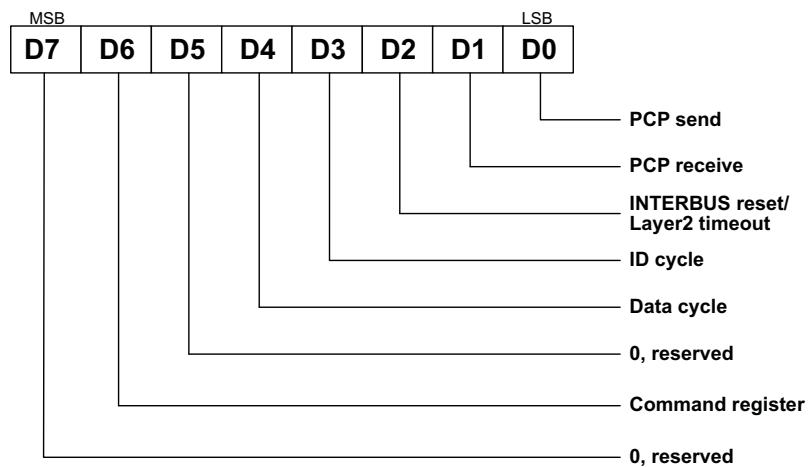 MSB LSB
D7 D6 D5 D4 D3 D2 D1 D0
PCP send
PCP receive
INTERBUS reset/
Layer2 timeout
ID cycle
Data cycle
0, reserved
Command register
0, reserved